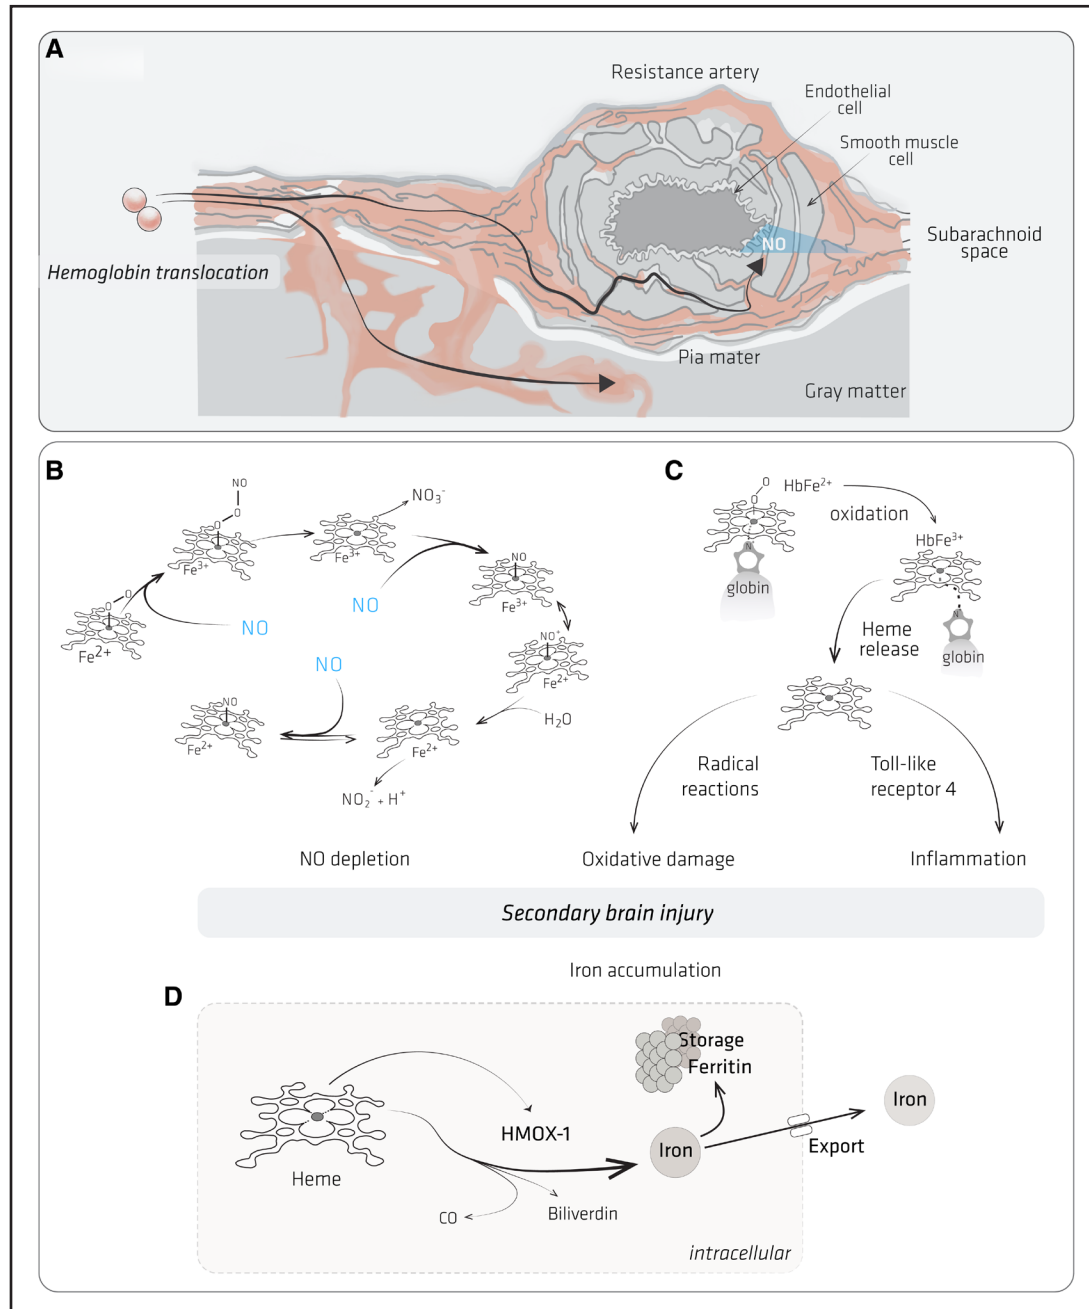 A
Resistance artery
Endothelial
cell
Smooth muscle
cell
NO
Subarachnoid
space
Hemoglobin translocation
Pia mater
Gray matter
B
NO
O
O
Fe3+
Fe3+
NO3-
NO
Fe3+
O
O
Fe2+
NO
NO
NO+
Fe2+
NO
H2O
NO
Fe2+
Fe2+
NO2- + H+
NO depletion
C
O
O
HbFe2+
oxidation
N
globin
HbFe3+
N
globin
Heme
release
Radical
reactions
Toll-like
receptor 4
Oxidative damage
Inflammation
Secondary brain injury
Iron accumulation
D
Storage
Ferritin
HMOX-1
Iron
Iron
Export
Heme
CO
Biliverdin
intracellular